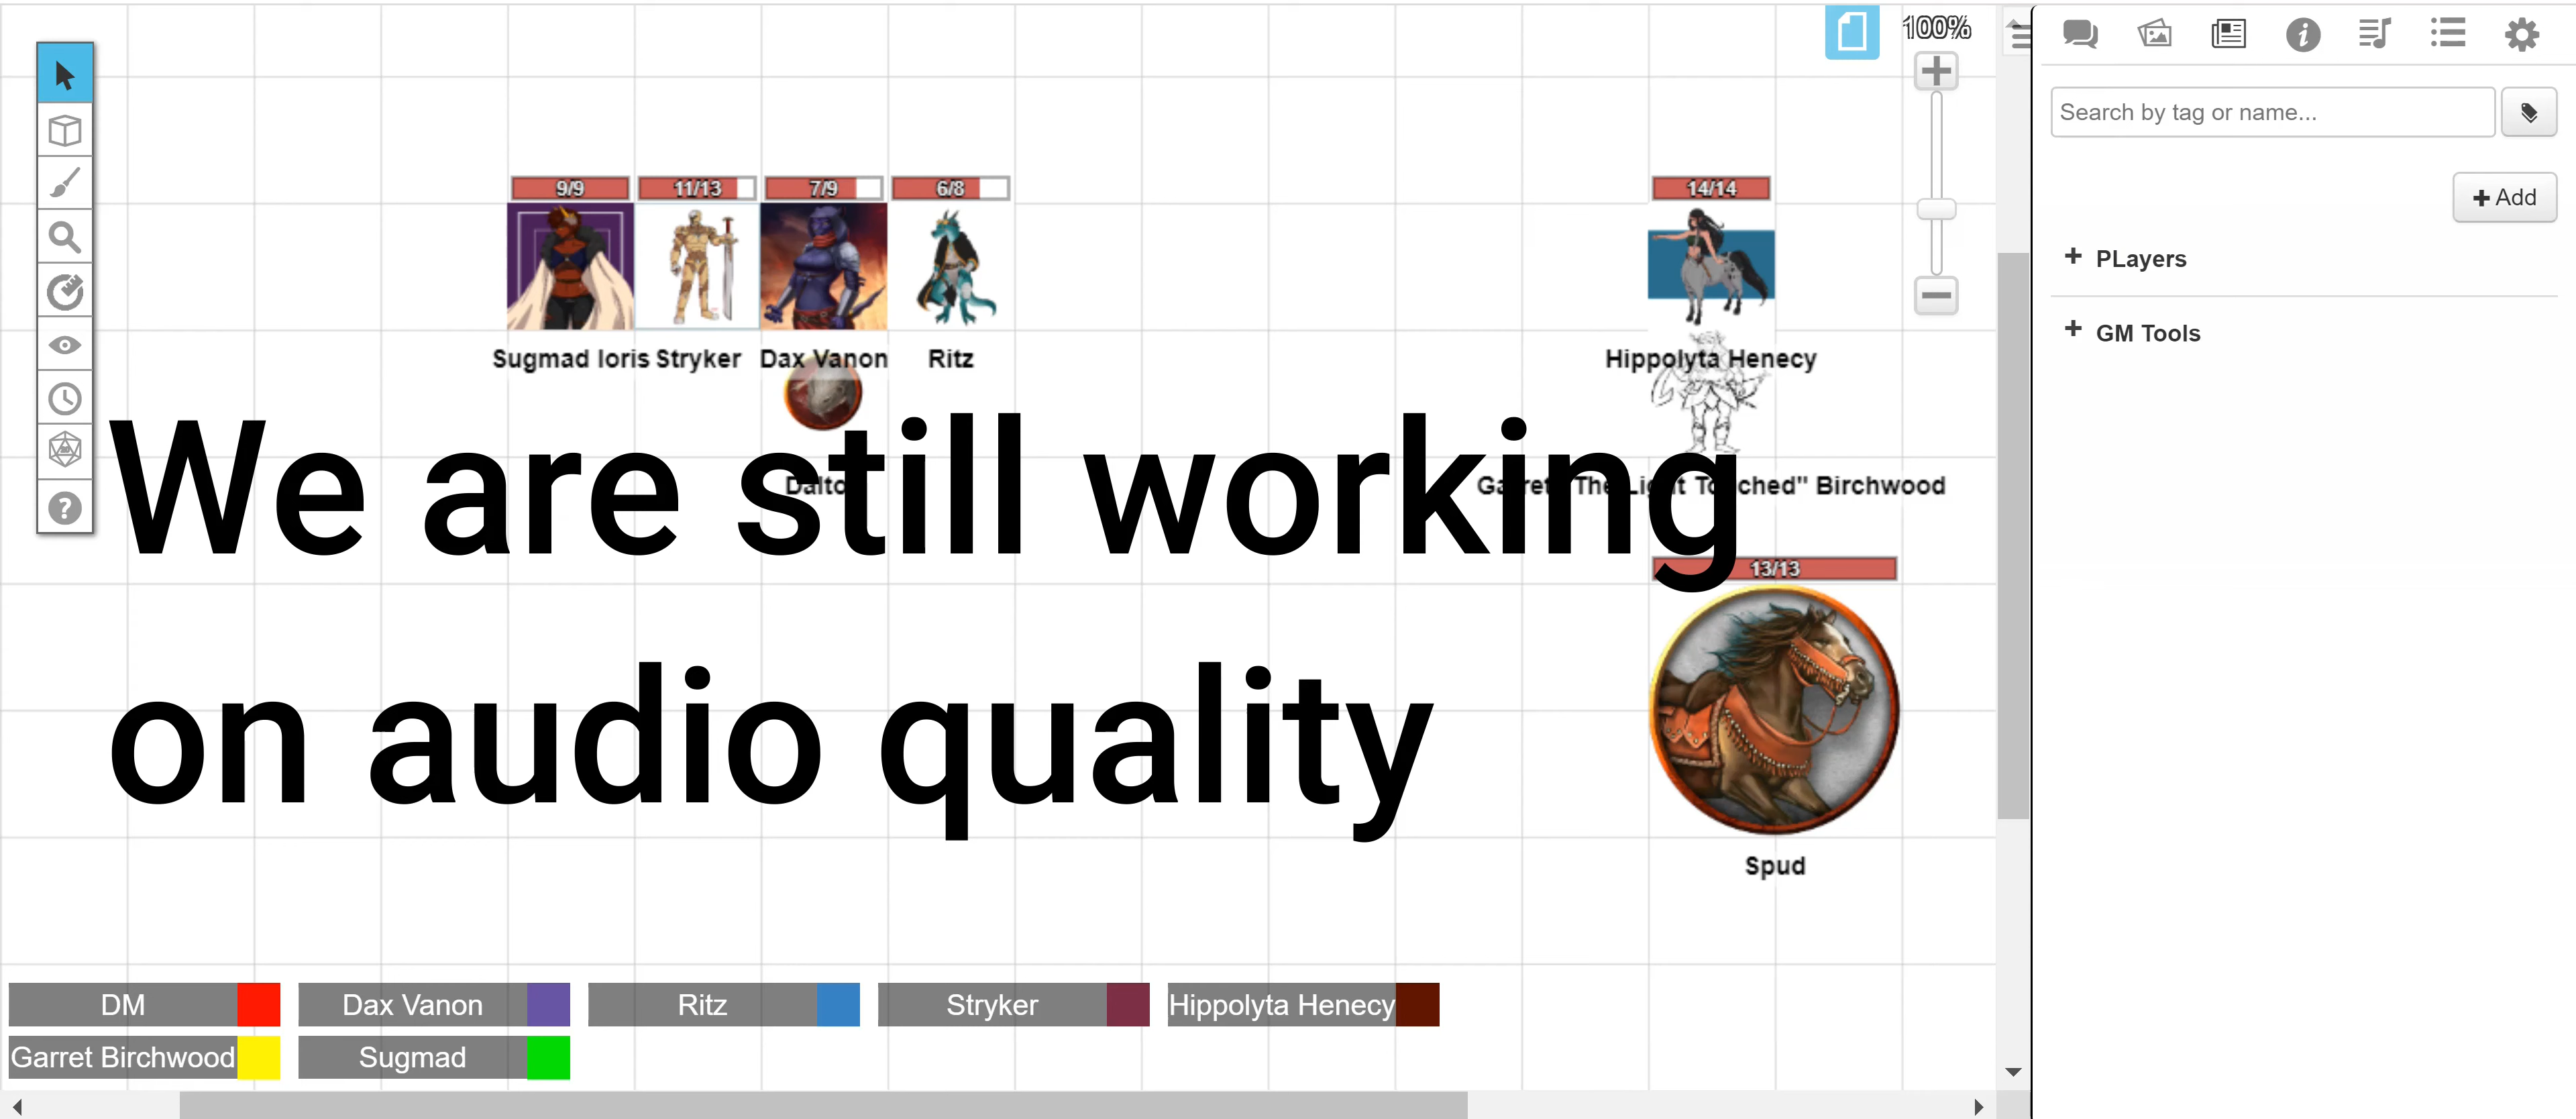 100%
Search by tag or name...
Add
PLayers
GM Tools
9/9
11/13
7/9
6/8
14/14
Sugmad Ioris
Stryker
Dax Vanon
Ritz
Hippolyta Henecy
We are still working
Birchwood
13/13
on audio quality
Spud
DM
Dax Vanon
Ritz
Stryker
Hippolyta Henecy
Garret Birchwood
Sugmad